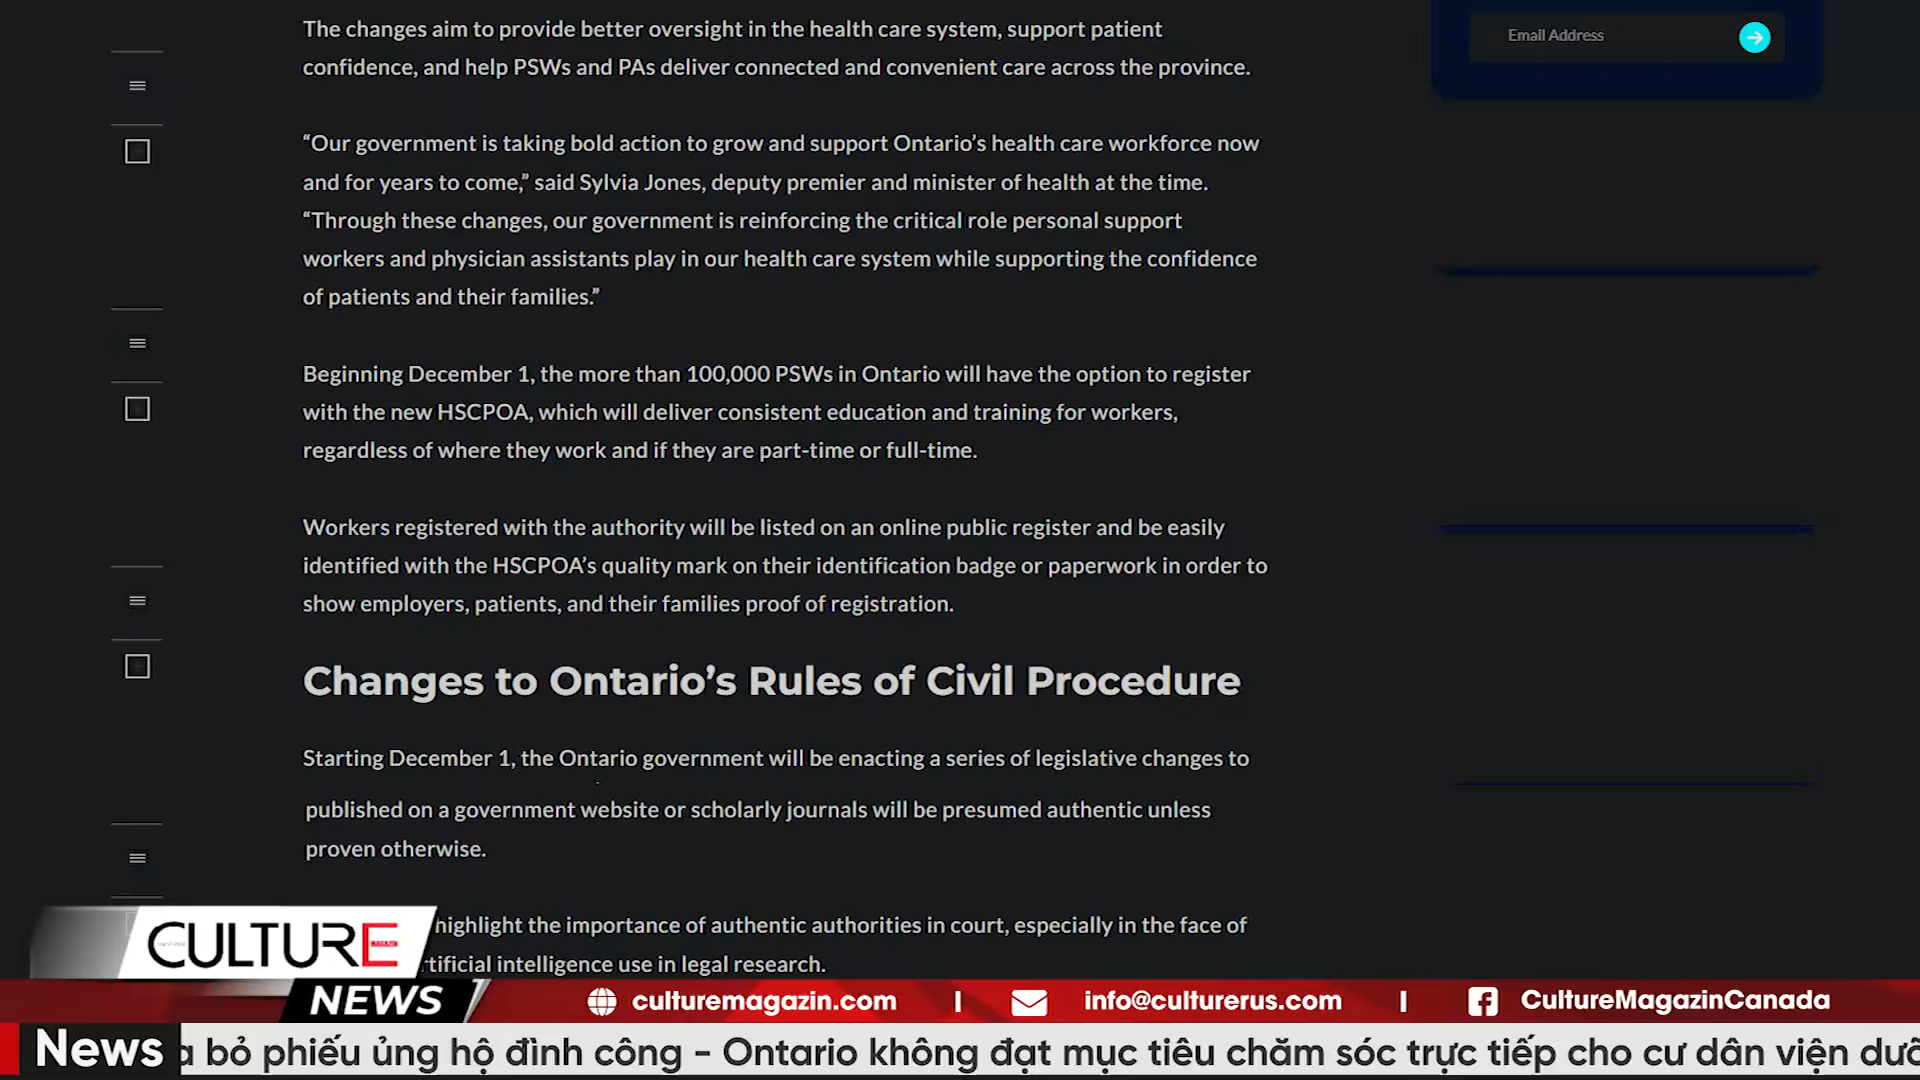 The changes aim to provide better oversight in the health care system, support patient
confidence, and help PSWs and PAs deliver connected and convenient care across the province.
Email Address
“Our government is taking bold action to grow and support Ontario’s health care workforce now
and for years to come,” said Sylvia Jones, deputy premier and minister of health at the time.
“Through these changes, our government is reinforcing the critical role personal support
workers and physician assistants play in our health care system while supporting the confidence
of patients and their families.”
Beginning December 1, the more than 100,000 PSWs in Ontario will have the option to register
with the new HSCPOA, which will deliver consistent education and training for workers,
regardless of where they work and if they are part-time or full-time.
Workers registered with the authority will be listed on an online public register and be easily
identified with the HSCPOA’s quality mark on their identification badge or paperwork in order to
show employers, patients, and their families proof of registration.
Changes to Ontario’s Rules of Civil Procedure
Starting December 1, the Ontario government will be enacting a series of legislative changes to
published on a government website or scholarly journals will be presumed authentic unless
proven otherwise.
highlight the importance of authentic authorities in court, especially in the face of
rtificial intelligence use in legal research.
CULTURE
NEWS
culturemagazin.com | info@culturerus.com | CultureMagazinCanada
News a bỏ phiếu ủng hộ đình công - Ontario không đạt mục tiêu chăm sóc trực tiếp cho cư dân viện dưỡ